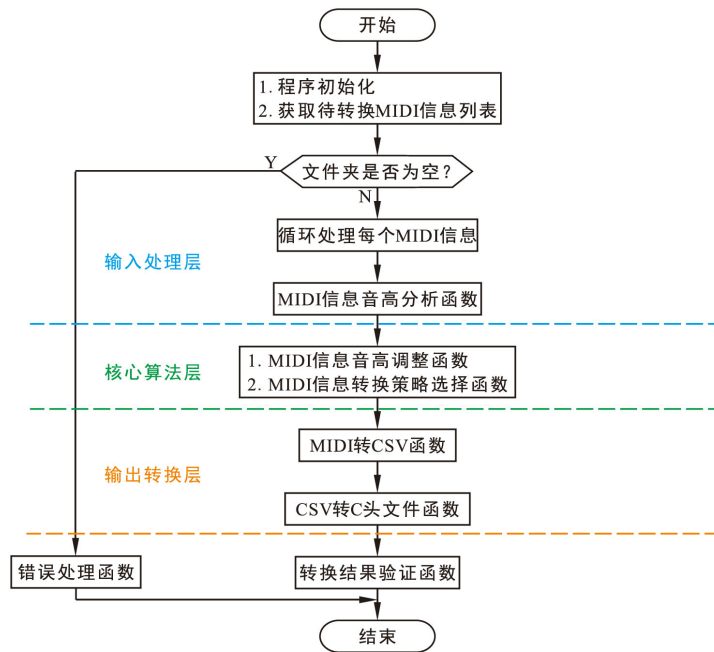 开始
1. 程序初始化
2. 获取待转换MIDI信息列表
Y
文件夹是否为空？
N
循环处理每个MIDI信息
输入处理层
MIDI信息音高分析函数
1. MIDI信息音高调整函数
核心算法层
2. MIDI信息转换策略选择函数
MIDI转CSV函数
输出转换层
CSV转C头文件函数
错误处理函数
转换结果验证函数
结束